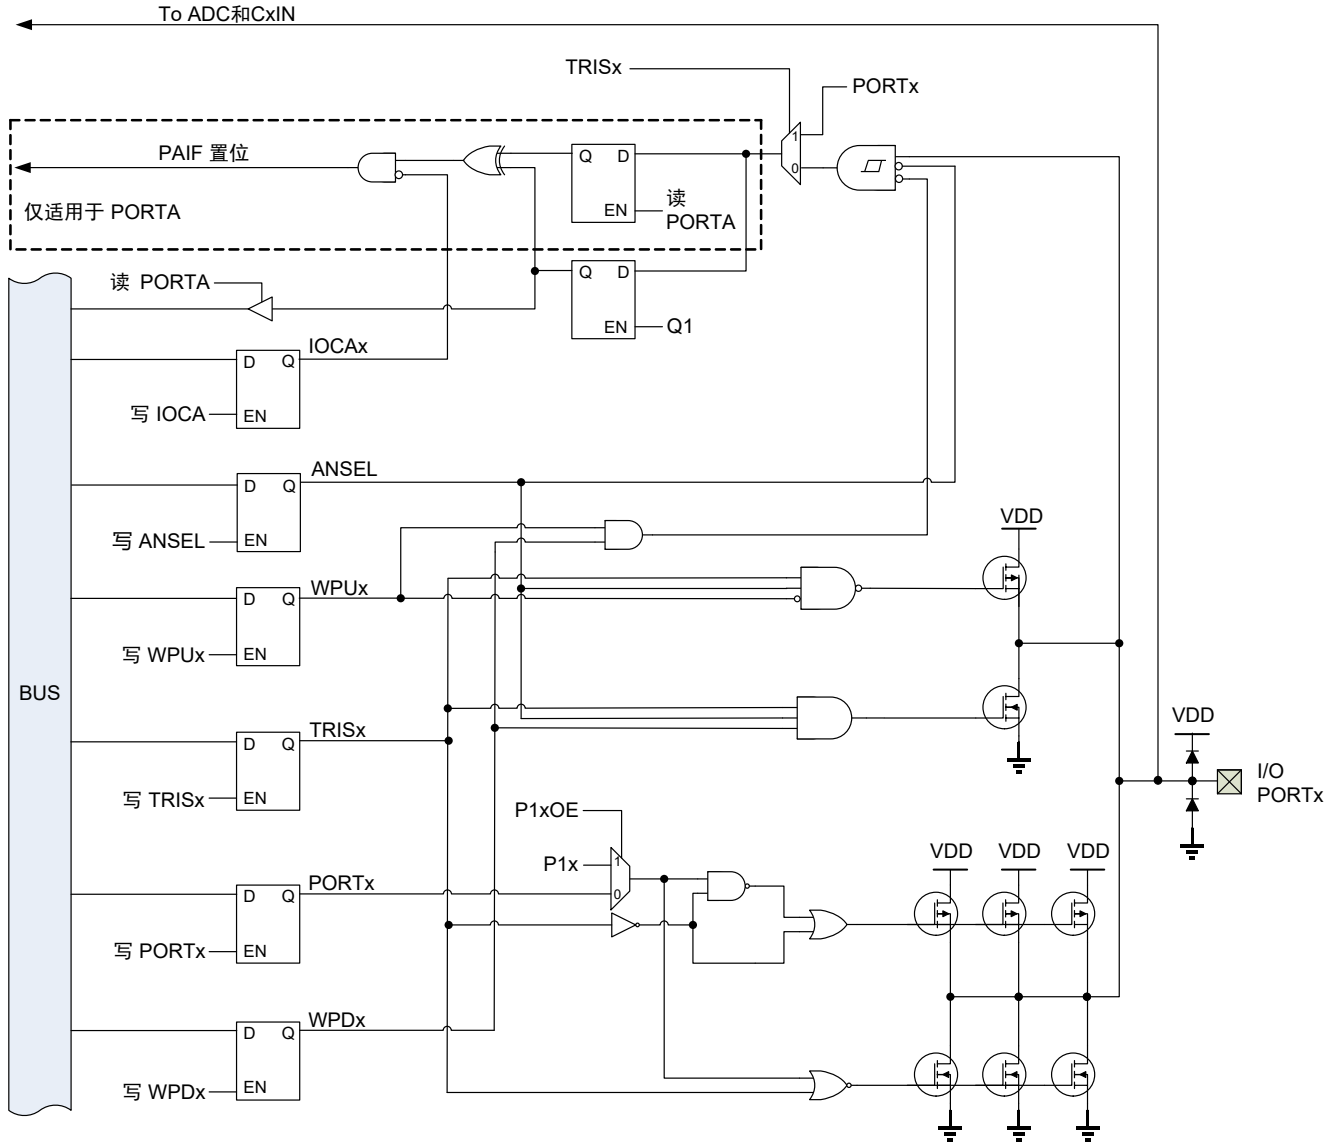 To ADC和CxIN
TRISx
PORTx
1
0
PAIF 置位
仅适用于 PORTA
Q D
EN
读
PORTA
读 PORTA
Q D
EN
Q1
D Q
EN
IOCAx
写 IOCA
D Q
EN
ANSEL
写 ANSEL
VDD
D Q
EN
WPUx
写 WPUx
BUS
D Q
EN
TRISx
写 TRISx
VDD
I/O
PORTx
P1xOE
P1x
1
0
VDD VDD VDD
D Q
EN
PORTx
写 PORTx
D Q
EN
WPDx
写 WPDx